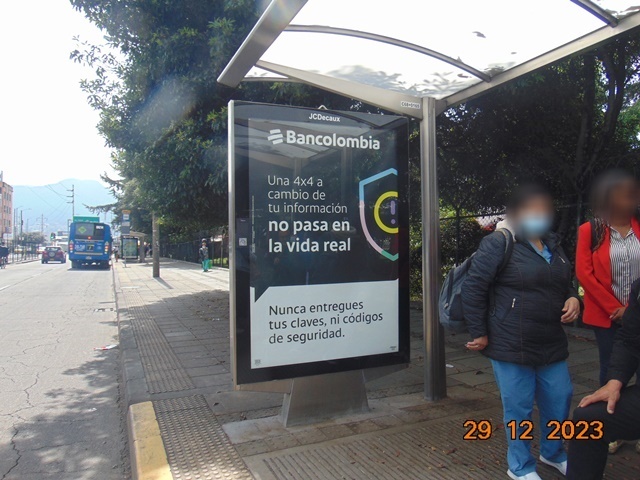 JCDecaux
Bancolombia
Una 4x4 a
cambio de
tu información
no pasa en
la vida real
Nunca entregues
tus claves, ni códigos
de seguridad.
29 12 2023